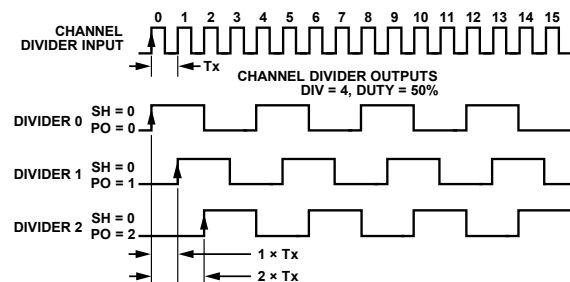 0 1 2 3 4 5 6 7 8 9 10 11 12 13 14 15
CHANNEL
DIVIDER INPUT
Tx
CHANNEL DIVIDER OUTPUTS
DIV = 4, DUTY = 50%
DIVIDER 0
SH = 0
PO = 0
DIVIDER 1
SH = 0
PO = 1
DIVIDER 2
SH = 0
PO = 2
1 × Tx
2 × Tx